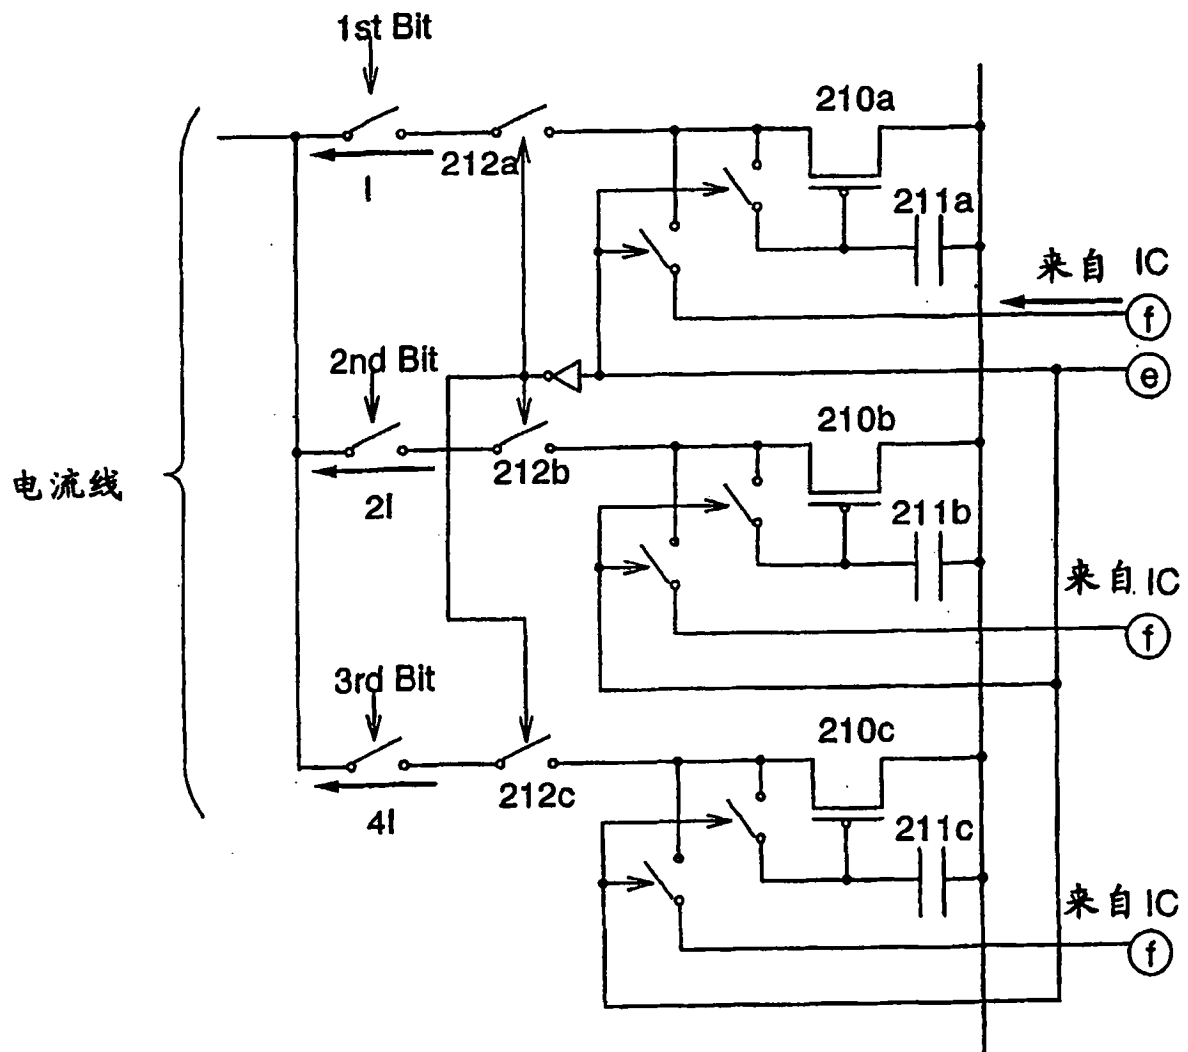 1st Bit
210a
212a
I
211a
来自 IC
f
2nd Bit
e
210b
212b
2I
211b
电流线
来自 IC
f
3rd Bit
210c
212c
4I
211c
来自 IC
f